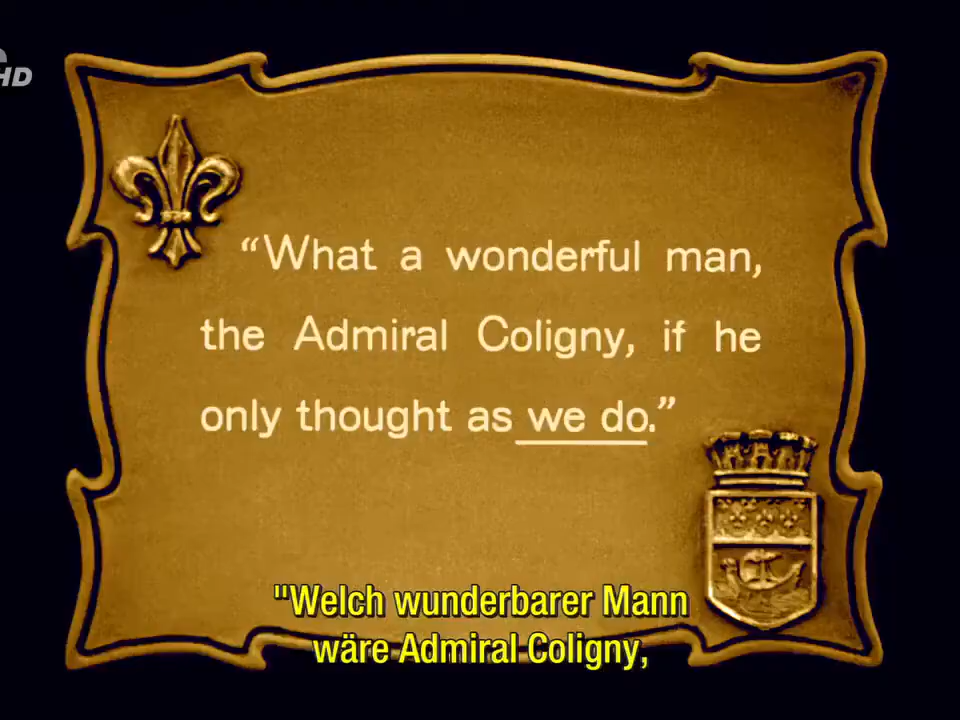 HD
“What a wonderful man,
the Admiral Coligny, if he
only thought as we do.”
"Welch wunderbarer Mann
wäre Admiral Coligny,